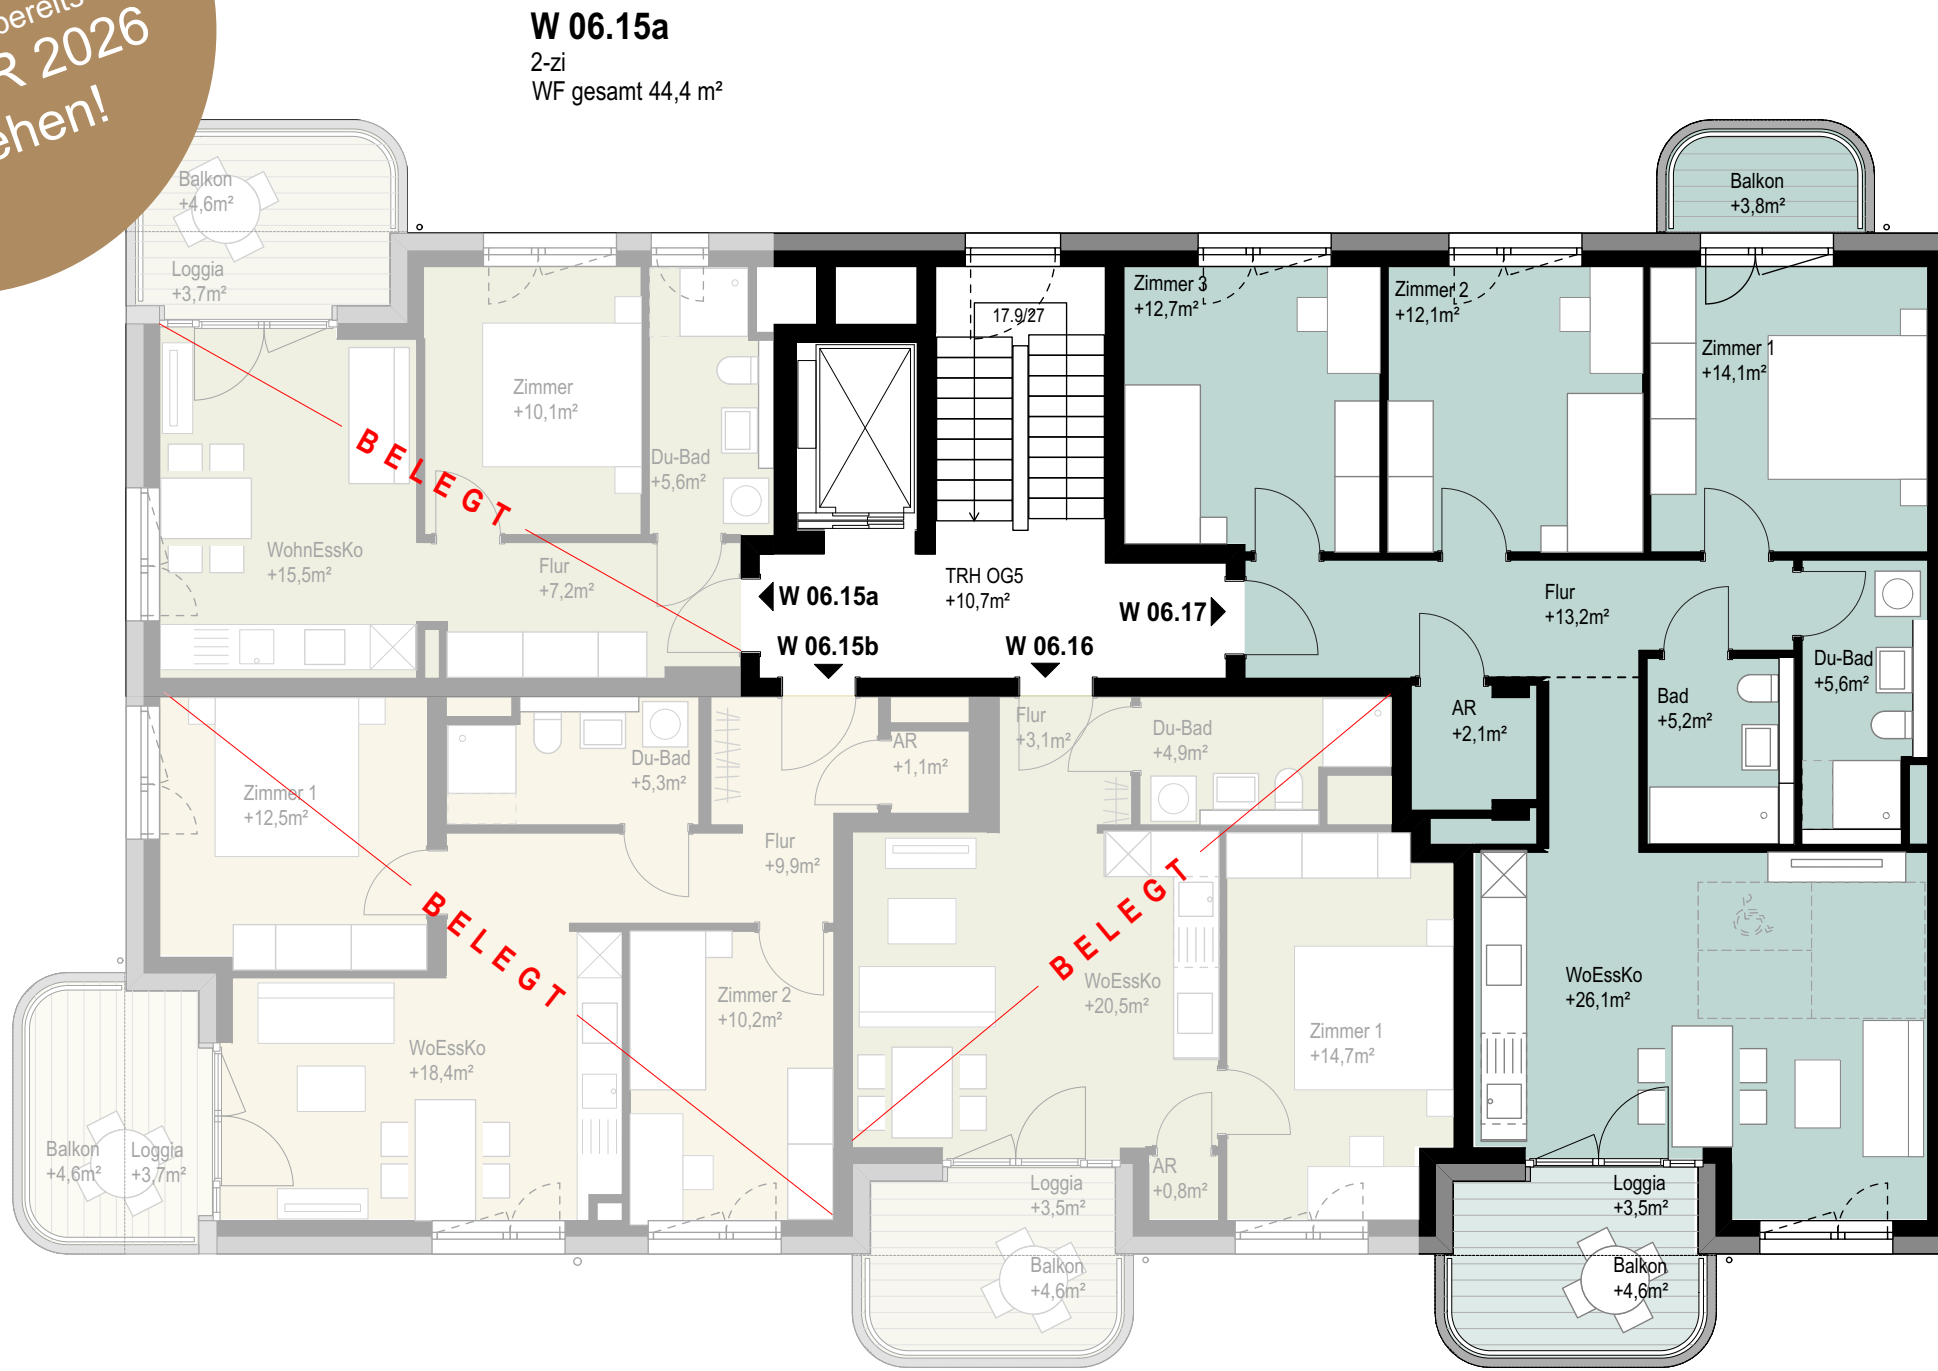 bereits
R 2026
ehen!
W 06.15a
2-zi
WF gesamt 44,4 m²
Balkon
+4,6m²
Loggia
+3,7m²
Balkon
+3,8m²
Zimmer
+10,1m²
Du-Bad
+5,6m²
WohnEssKo
+15,5m²
Flur
+7,2m²
BELEGT
17.9/27
TRH OG5
+10,7m²
W 06.15a
W 06.15b
W 06.16
W 06.17
Zimmer 3
+12,7m²
Zimmer 2
+12,1m²
Zimmer 1
+14,1m²
Flur
+13,2m²
Du-Bad
+5,6m²
Bad
+5,2m²
AR
+2,1m²
WoEssKo
+26,1m²
Loggia
+3,5m²
Balkon
+4,6m²
Zimmer 1
+12,5m²
Du-Bad
+5,3m²
AR
+1,1m²
Flur
+9,9m²
BELEGT
Zimmer 2
+10,2m²
WoEssKo
+18,4m²
Balkon
+4,6m²
Loggia
+3,7m²
Flur
+3,1m²
Du-Bad
+4,9m²
BELEGT
WoEssKo
+20,5m²
Zimmer 1
+14,7m²
AR
+0,8m²
Loggia
+3,5m²
Balkon
+4,6m²